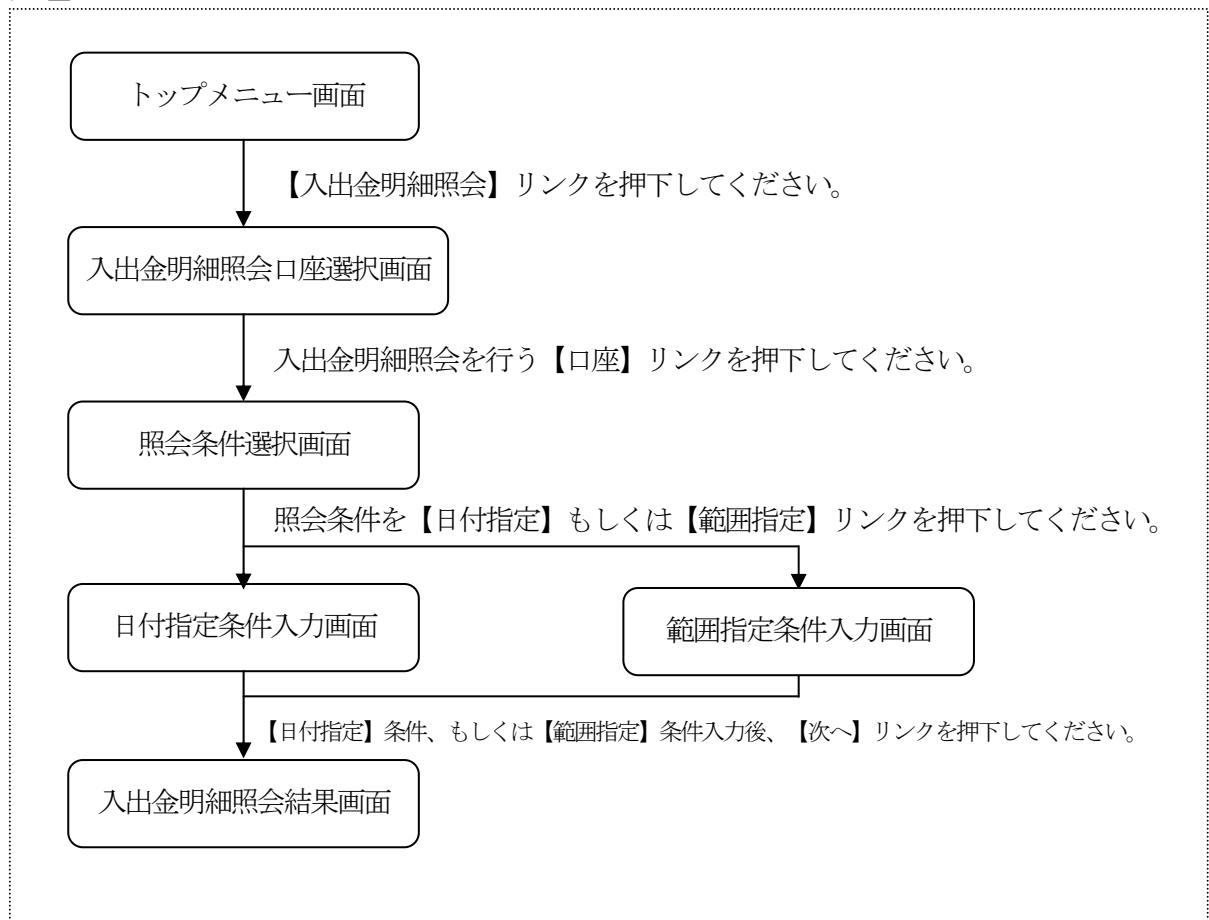 トップメニュー画面
【入出金明細照会】リンクを押下してください。
入出金明細照会口座選択画面
入出金明細照会を行う【口座】リンクを押下してください。
照会条件選択画面
照会条件を【日付指定】もしくは【範囲指定】リンクを押下してください。
日付指定条件入力画面
範囲指定条件入力画面
【日付指定】条件、もしくは【範囲指定】条件入力後、【次へ】リンクを押下してください。
入出金明細照会結果画面